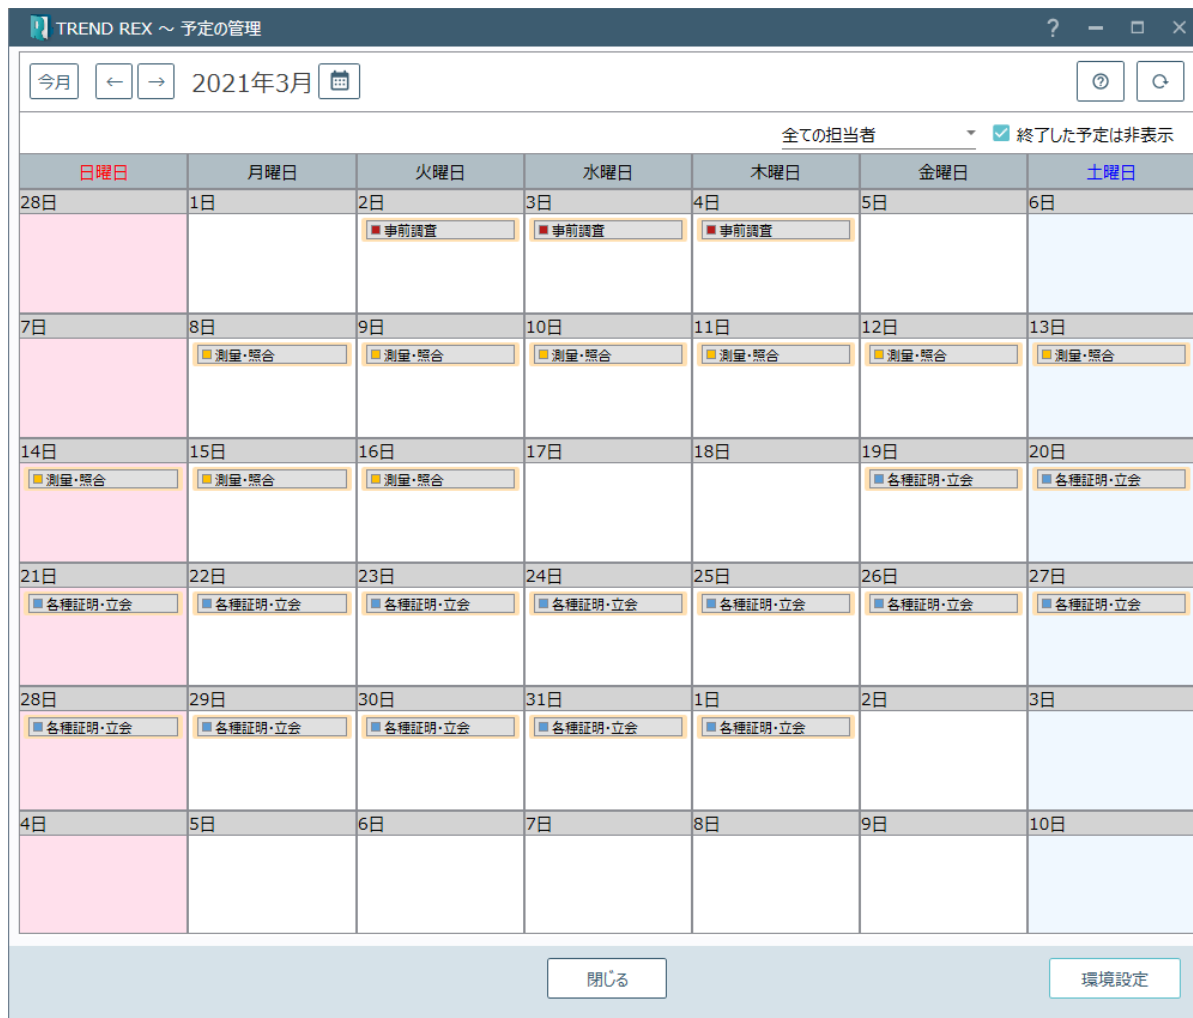 TREND REX ～ 予定の管理
今月 ← → 2021年3月
全ての担当者 終了した予定は非表示
日曜日 月曜日 火曜日 水曜日 木曜日 金曜日 土曜日
28日 1日 2日 3日 4日 5日 6日
事前調査 事前調査 事前調査
7日 8日 9日 10日 11日 12日 13日
測量・照合 測量・照合 測量・照合 測量・照合 測量・照合 測量・照合
14日 15日 16日 17日 18日 19日 20日
測量・照合 測量・照合 測量・照合 各種証明・立会 各種証明・立会
21日 22日 23日 24日 25日 26日 27日
各種証明・立会 各種証明・立会 各種証明・立会 各種証明・立会 各種証明・立会 各種証明・立会 各種証明・立会
28日 29日 30日 31日 1日 2日 3日
各種証明・立会 各種証明・立会 各種証明・立会 各種証明・立会 各種証明・立会
4日 5日 6日 7日 8日 9日 10日
閉じる 環境設定